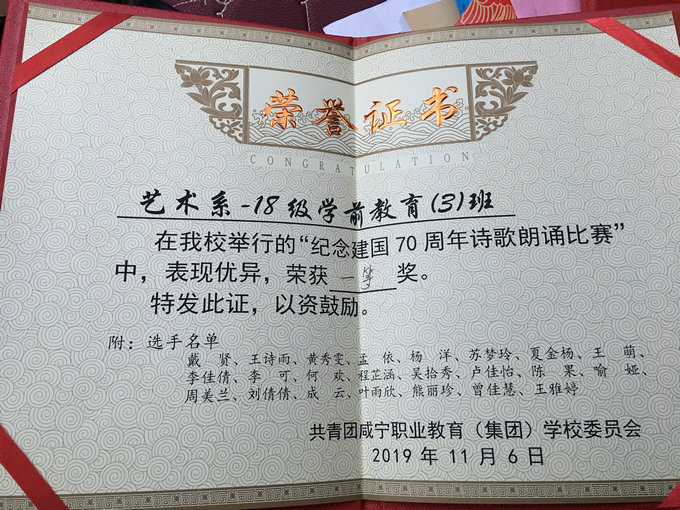 荣誉证书
CONGRATULATION
艺术系-18级学前教育(3)班
在我校举行的“纪念建国70周年诗歌朗诵比赛”
中，表现优异，荣获一等奖。
特发此证，以资鼓励。
附：选手名单
戴 贤、王诗雨、黄秀雯、孟 依、杨 洋、苏梦玲、夏金杨、王 萌、
李佳倩、李 可、何 欢、程芷涵、吴拾秀、卢佳怡、陈 果、喻 娅、
周美兰、刘倩倩、成 云、叶雨欣、熊丽珍、曾佳慧、王雅婷
共青团咸宁职业教育（集团）学校委员会
2019年11月6日